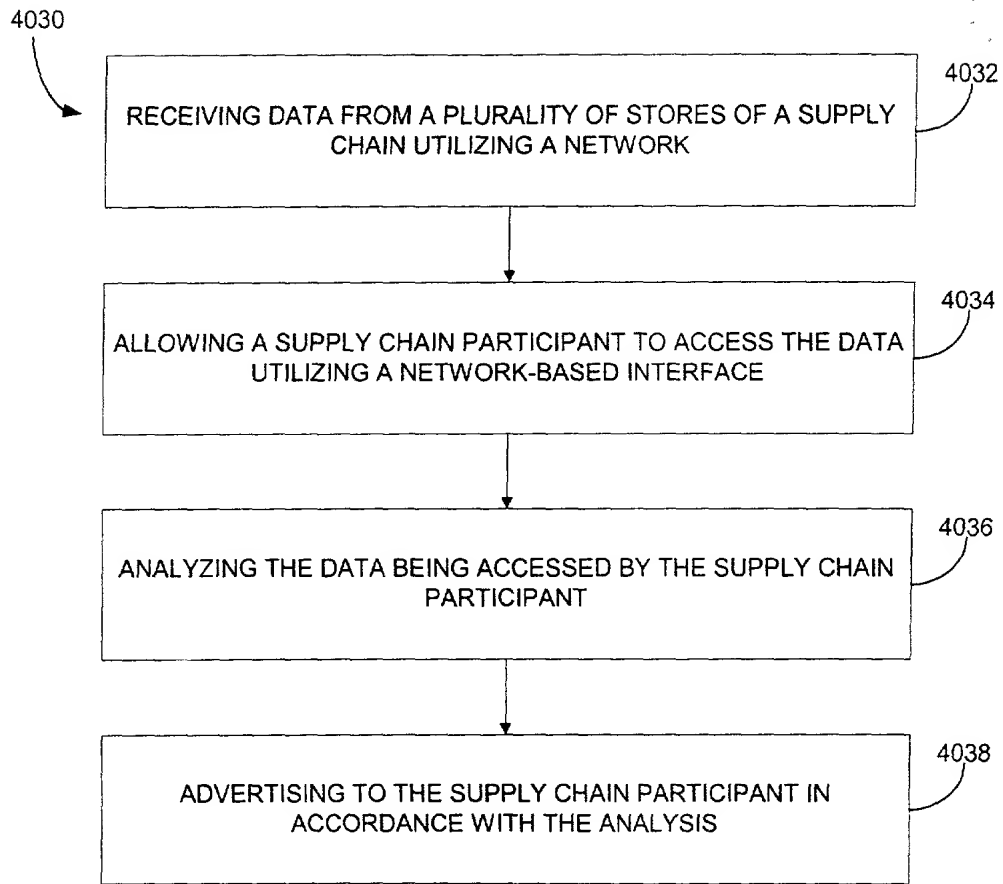 4030
4032
RECEIVING DATA FROM A PLURALITY OF STORES OF A SUPPLY
CHAIN UTILIZING A NETWORK
4034
ALLOWING A SUPPLY CHAIN PARTICIPANT TO ACCESS THE DATA
UTILIZING A NETWORK-BASED INTERFACE
4036
ANALYZING THE DATA BEING ACCESSED BY THE SUPPLY CHAIN
PARTICIPANT
4038
ADVERTISING TO THE SUPPLY CHAIN PARTICIPANT IN
ACCORDANCE WITH THE ANALYSIS